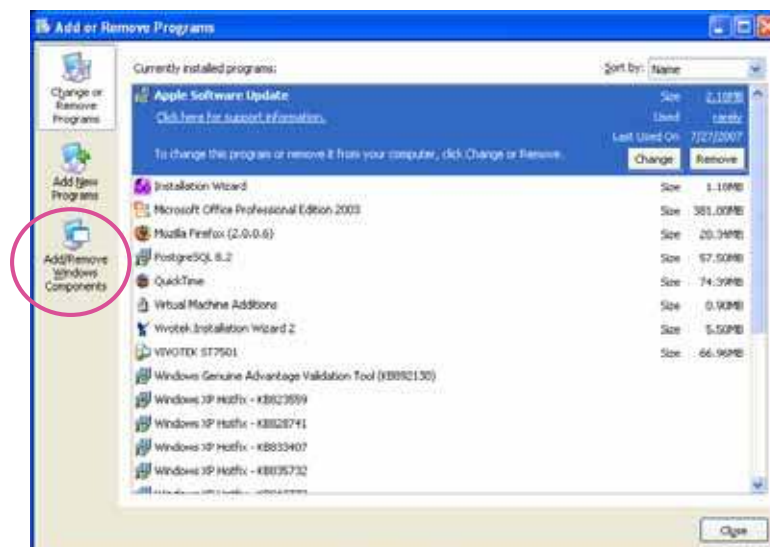 Add or Remove Programs
Change or Remove Programs
Add New Programs
Add/Remove Windows Components
Currently installed programs:
Sort by: Name
Apple Software Update Size 2.10MB
Click here for support information. Used rarely
Last Used On 7/27/2007
To change this program or remove it from your computer, click Change or Remove. Change Remove
Installation Wizard Size 1.10MB
Microsoft Office Professional Edition 2003 Size 381.00MB
Mozilla Firefox (2.0.0.6) Size 20.34MB
PostgreSQL 8.2 Size 57.50MB
QuickTime Size 74.39MB
Virtual Machine Additions Size 0.90MB
Vivotek Installation Wizard 2 Size 5.50MB
VIVOTEK ST7501 Size 66.96MB
Windows Genuine Advantage Validation Tool (KB892130)
Windows XP Hotfix - KB823559
Windows XP Hotfix - KB828741
Windows XP Hotfix - KB833407
Windows XP Hotfix - KB835732
Close